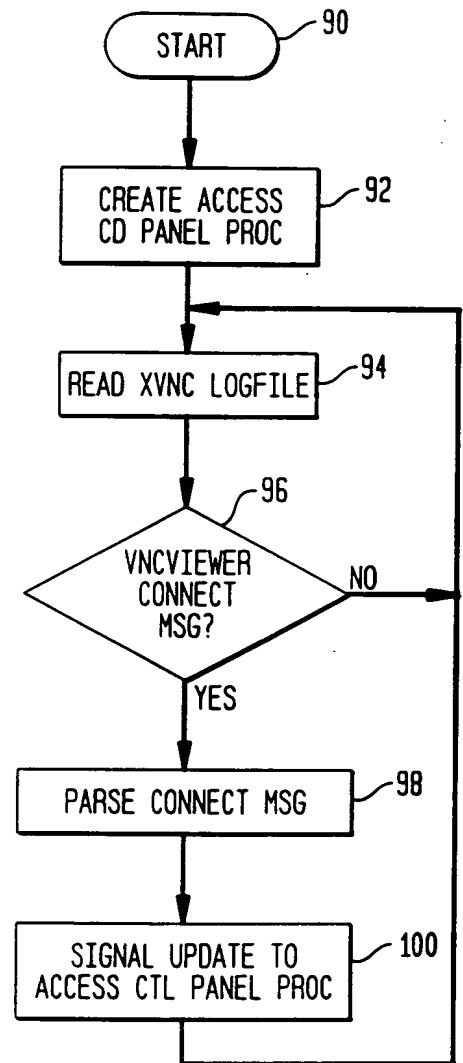 START
90
CREATE ACCESS
CD PANEL PROC
92
READ XVNC LOGFILE
94
96
VNCVIEWER
CONNECT
MSG?
NO
YES
PARSE CONNECT MSG
98
SIGNAL UPDATE TO
ACCESS CTL PANEL PROC
100